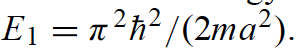 E₁ = π²ℏ²/(2ma²).